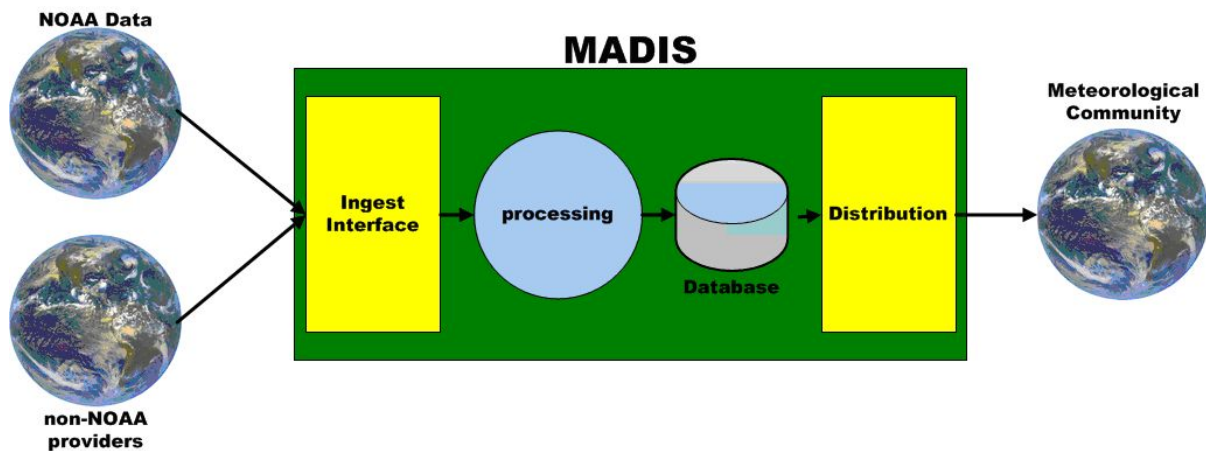 NOAA Data
MADIS
Meteorological
Community
Ingest
Interface
processing
Database
Distribution
non-NOAA
providers